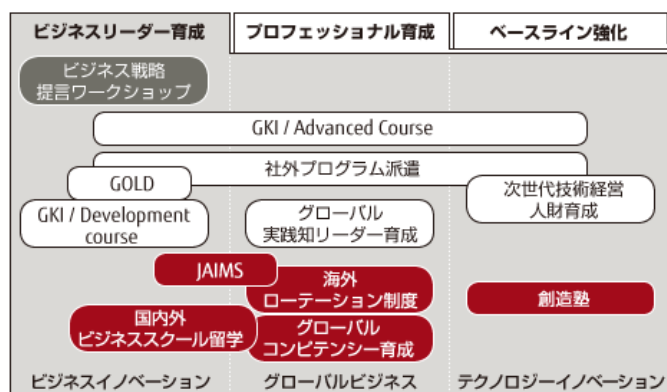 ビジネスリーダー育成
プロフェッショナル育成
ベースライン強化
ビジネス戦略
提言ワークショップ
GKI / Advanced Course
社外プログラム派遣
GOLD
次世代技術経営
人財育成
GKI / Development
course
グローバル
実践知リーダー育成
JAIMS
海外
ローテーション制度
創造塾
国内外
ビジネススクール留学
グローバル
コンピテンシー育成
ビジネスイノベーション
グローバルビジネス
テクノロジーイノベーション